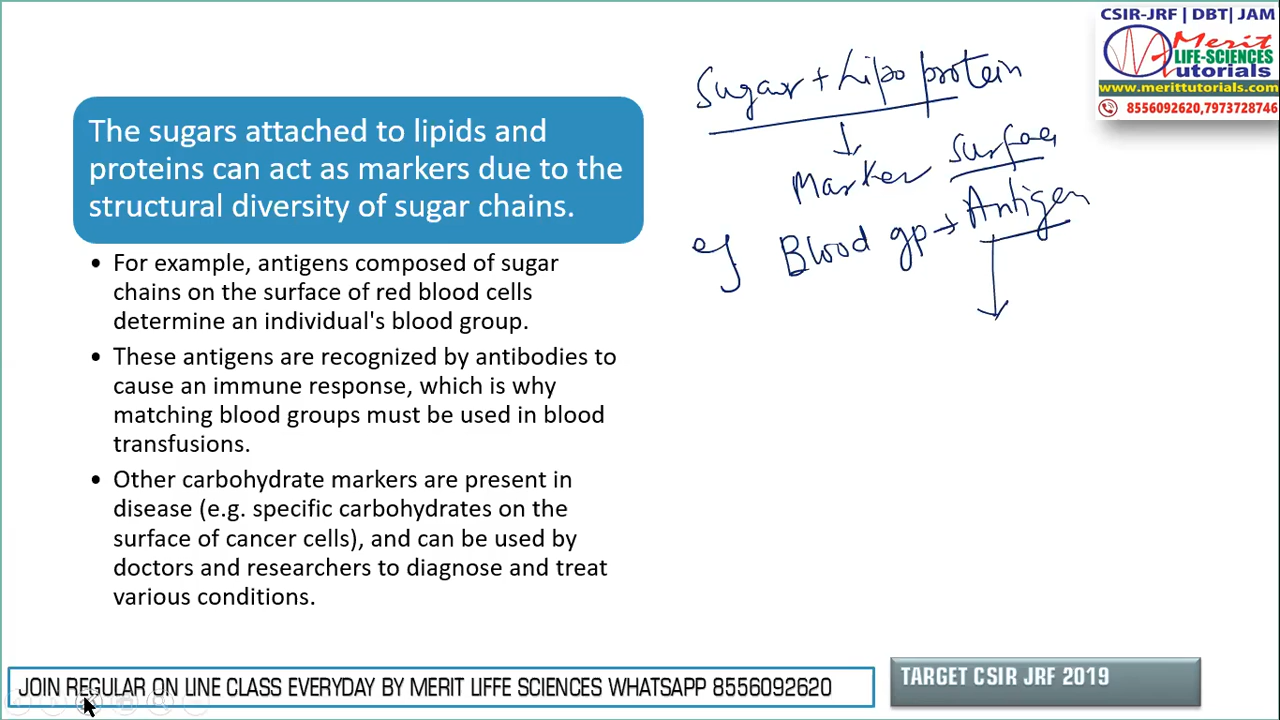 CSIR-JRF | DBT| JAM
Merit
LIFE-SCIENCES
utorials
www.merittutorials.com
8556092620,7973728746
The sugars attached to lipids and
proteins can act as markers due to the
structural diversity of sugar chains.
• For example, antigens composed of sugar
chains on the surface of red blood cells
determine an individual's blood group.
• These antigens are recognized by antibodies to
cause an immune response, which is why
matching blood groups must be used in blood
transfusions.
• Other carbohydrate markers are present in
disease (e.g. specific carbohydrates on the
surface of cancer cells), and can be used by
doctors and researchers to diagnose and treat
various conditions.
Sugar + Lipo protein
↓
Marker surface
eg Blood gp → Antigen
↓
JOIN REGULAR ON LINE CLASS EVERYDAY BY MERIT LIFFE SCIENCES WHATSAPP 8556092620
TARGET CSIR JRF 2019